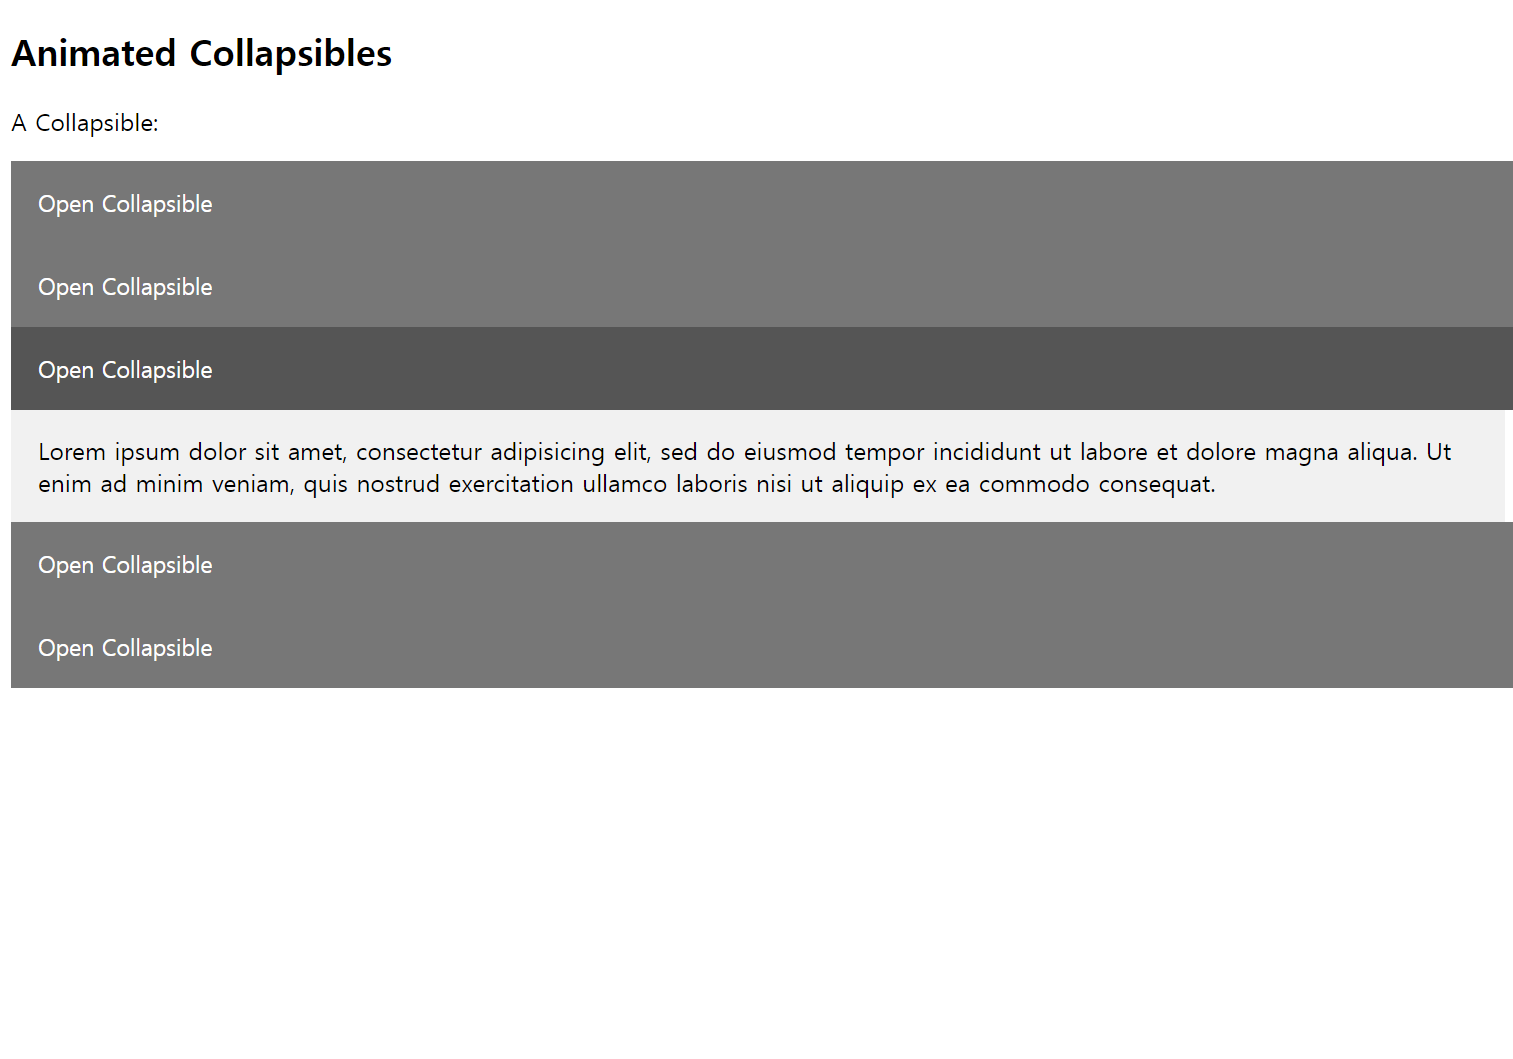 Animated Collapsibles
A Collapsible:
Open Collapsible
Open Collapsible
Open Collapsible
Lorem ipsum dolor sit amet, consectetur adipisicing elit, sed do eiusmod tempor incididunt ut labore et dolore magna aliqua. Ut
enim ad minim veniam, quis nostrud exercitation ullamco laboris nisi ut aliquip ex ea commodo consequat.
Open Collapsible
Open Collapsible